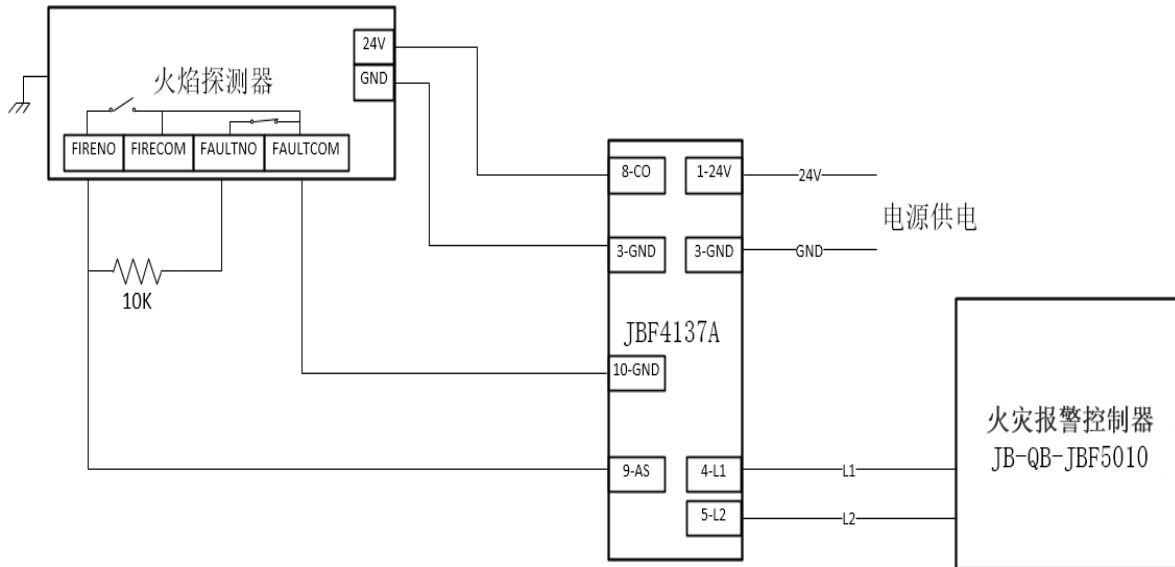 24V
火焰探测器
GND
FIRENO FIRECOM FAULTNO FAULTCOM
8-CO 1-24V 24V
电源供电
3-GND 3-GND GND
10K
JBF4137A
10-GND
火灾报警控制器
JB-QB-JBF5010
9-AS 4-L1 L1
5-L2 L2